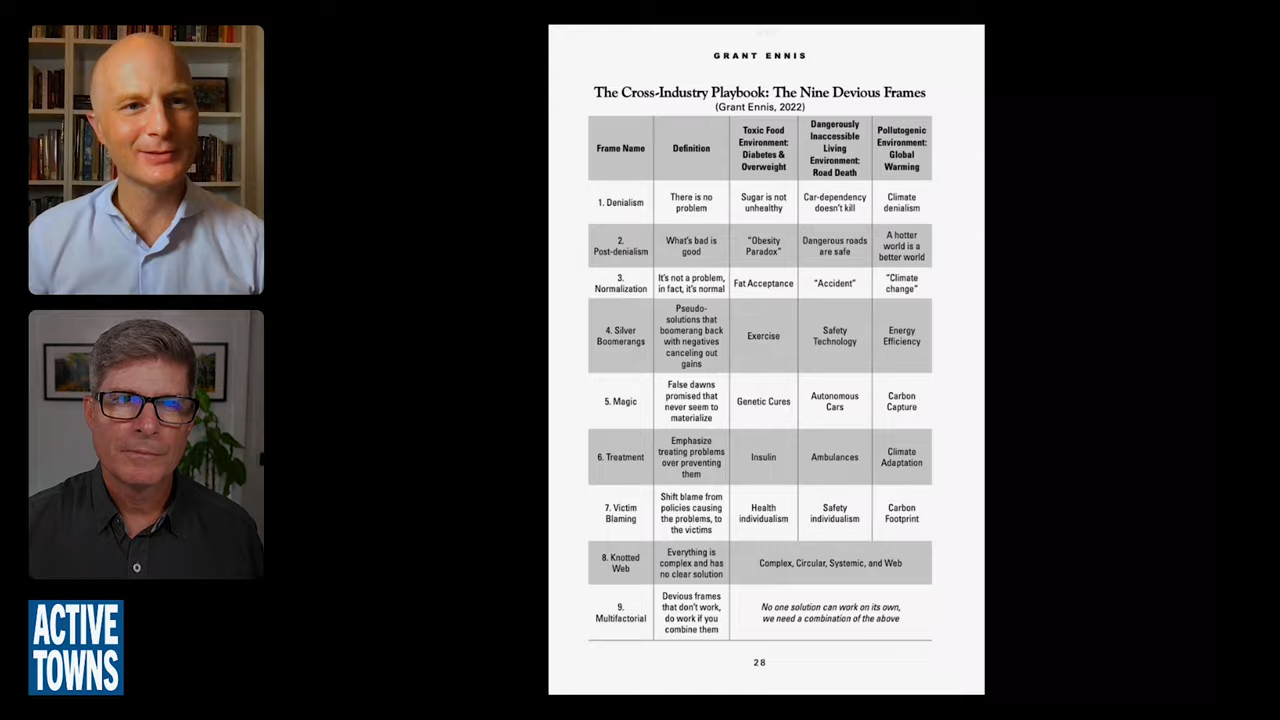 GRANT ENNIS
The Cross-Industry Playbook: The Nine Devious Frames
(Grant Ennis, 2022)
Frame Name
Definition
Toxic Food
Environment:
Diabetes &
Overweight
Dangerously
Inaccessible
Living
Environment:
Road Death
Pollutogenic
Environment:
Global
Warming
1. Denialism
There is no
problem
Sugar is not
unhealthy
Car-dependency
doesn't kill
Climate
denialism
2.
Post-denialism
What's bad is
good
"Obesity
Paradox"
Dangerous roads
are safe
A hotter
world is a
better world
3.
Normalization
It's not a problem,
in fact, it's normal
Fat Acceptance
"Accident"
"Climate
change"
4. Silver
Boomerangs
Pseudo-
solutions that
boomerang back
with negatives
canceling out
gains
Exercise
Safety
Technology
Energy
Efficiency
5. Magic
False dawns
promised that
never seem to
materialize
Genetic Cures
Autonomous
Cars
Carbon
Capture
6. Treatment
Emphasize
treating problems
over preventing
them
Insulin
Ambulances
Climate
Adaptation
7. Victim
Blaming
Shift blame from
policies causing
the problems, to
the victims
Health
individualism
Safety
individualism
Carbon
Footprint
8. Knotted
Web
Everything is
complex and has
no clear solution
Complex, Circular, Systemic, and Web
9.
Multifactorial
Devious frames
that don't work,
do work if you
combine them
No one solution can work on its own,
we need a combination of the above
28
ACTIVE
TOWNS